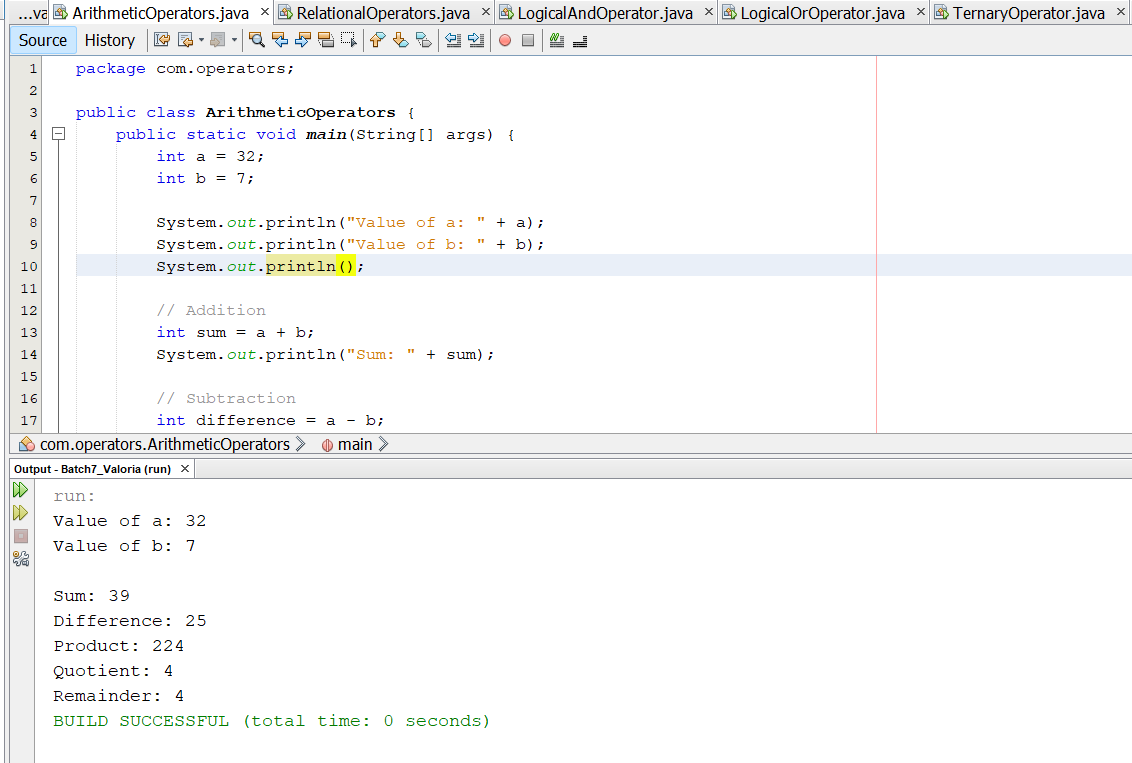 ...va ArithmeticOperators.java × RelationalOperators.java × LogicalAndOperator.java × LogicalOrOperator.java × TernaryOperator.java ×
Source History
1 package com.operators;
2
3 public class ArithmeticOperators {
4 public static void main(String[] args) {
5 int a = 32;
6 int b = 7;
7
8 System.out.println("Value of a: " + a);
9 System.out.println("Value of b: " + b);
10 System.out.println();
11
12 // Addition
13 int sum = a + b;
14 System.out.println("Sum: " + sum);
15
16 // Subtraction
17 int difference = a - b;
com.operators.ArithmeticOperators main
Output - Batch7_Valoria (run) ×
run:
Value of a: 32
Value of b: 7
Sum: 39
Difference: 25
Product: 224
Quotient: 4
Remainder: 4
BUILD SUCCESSFUL (total time: 0 seconds)